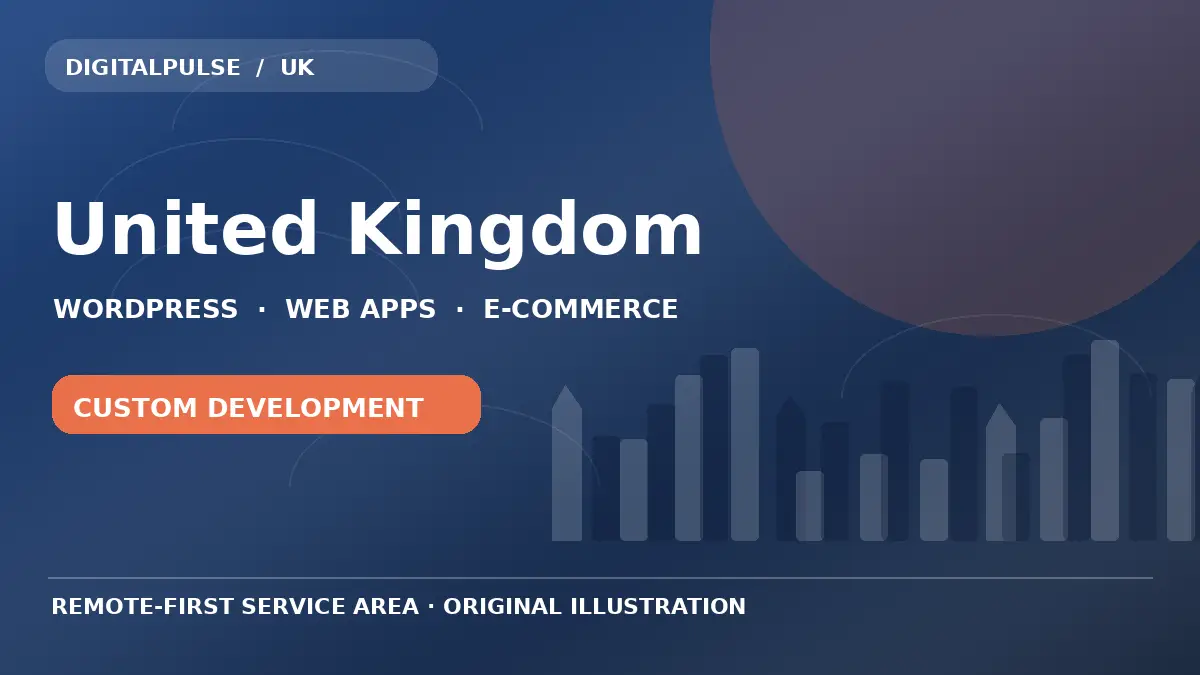 DIGITALPULSE / UK
United Kingdom
WORDPRESS · WEB APPS · E-COMMERCE
CUSTOM DEVELOPMENT
REMOTE-FIRST SERVICE AREA · ORIGINAL ILLUSTRATION